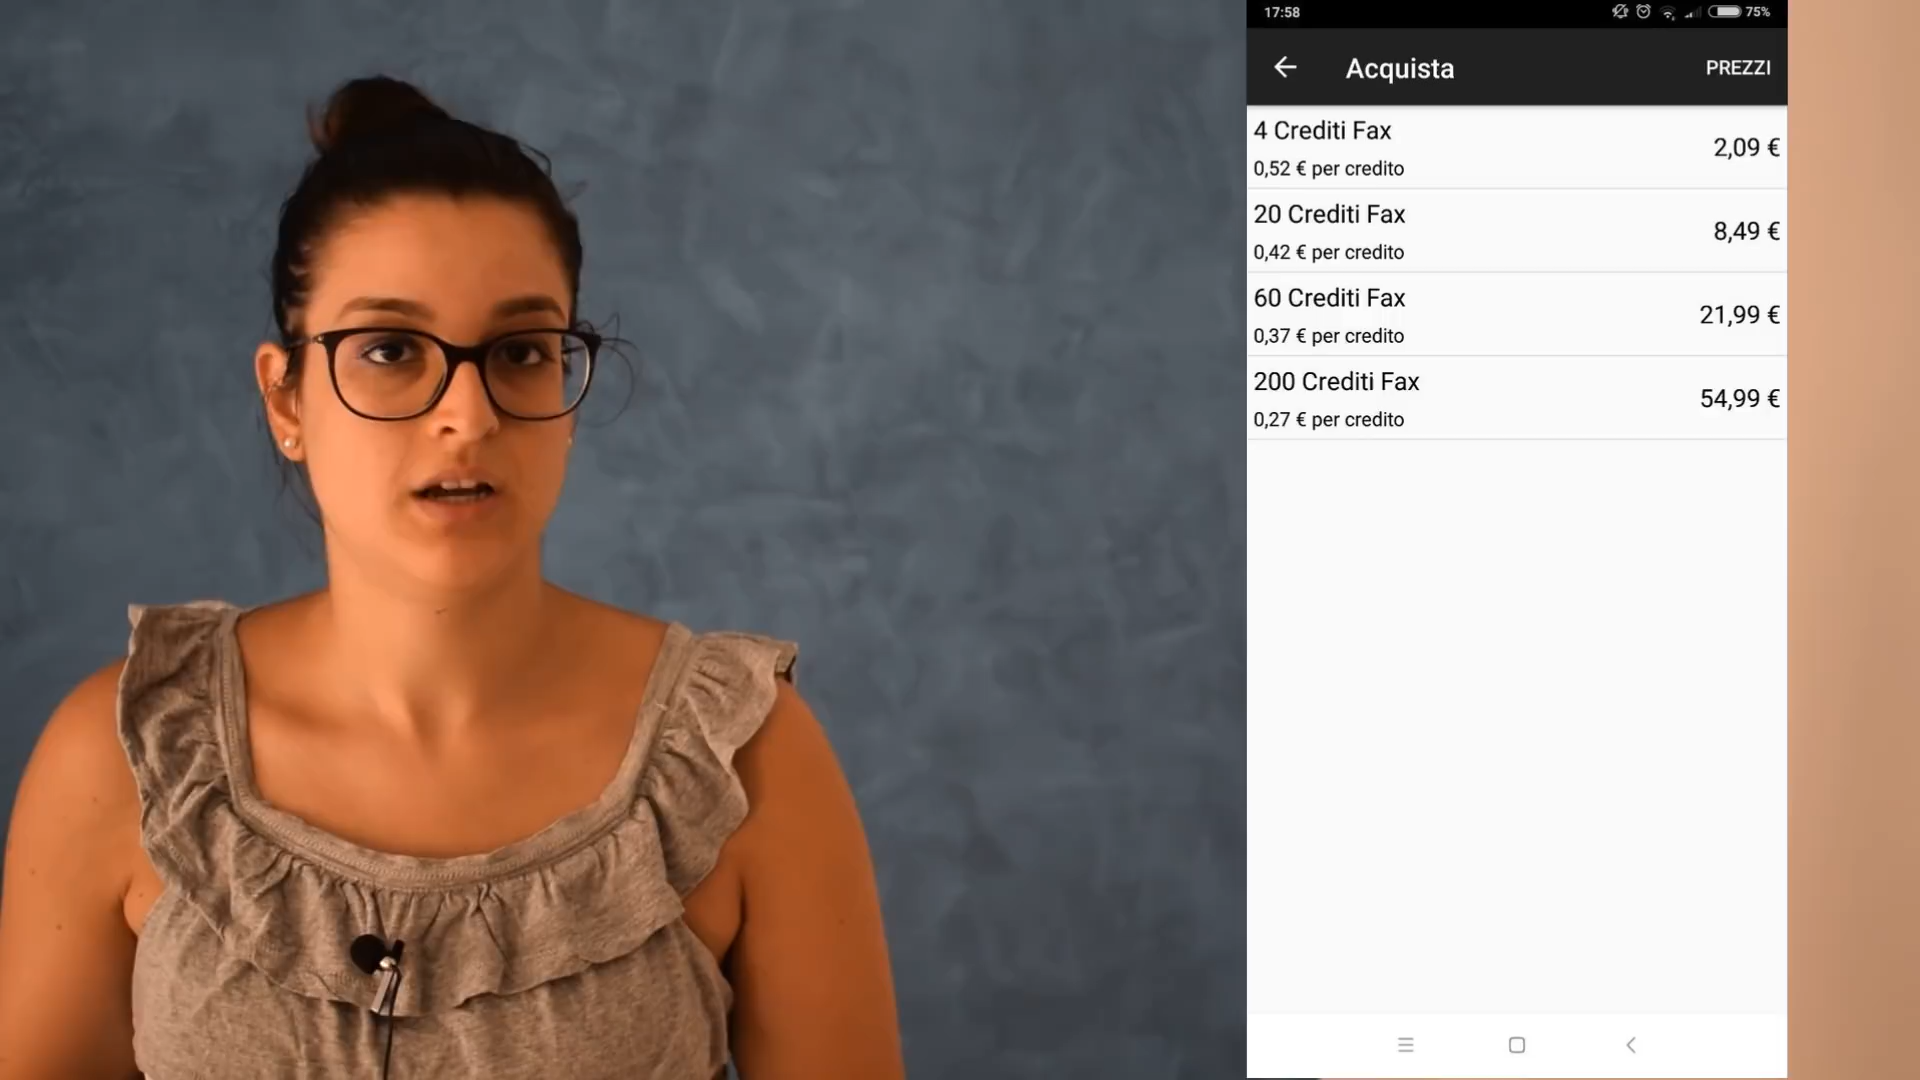 17:58
75%
Acquista
PREZZI
4 Crediti Fax
2,09 €
0,52 € per credito
20 Crediti Fax
8,49 €
0,42 € per credito
60 Crediti Fax
21,99 €
0,37 € per credito
200 Crediti Fax
54,99 €
0,27 € per credito